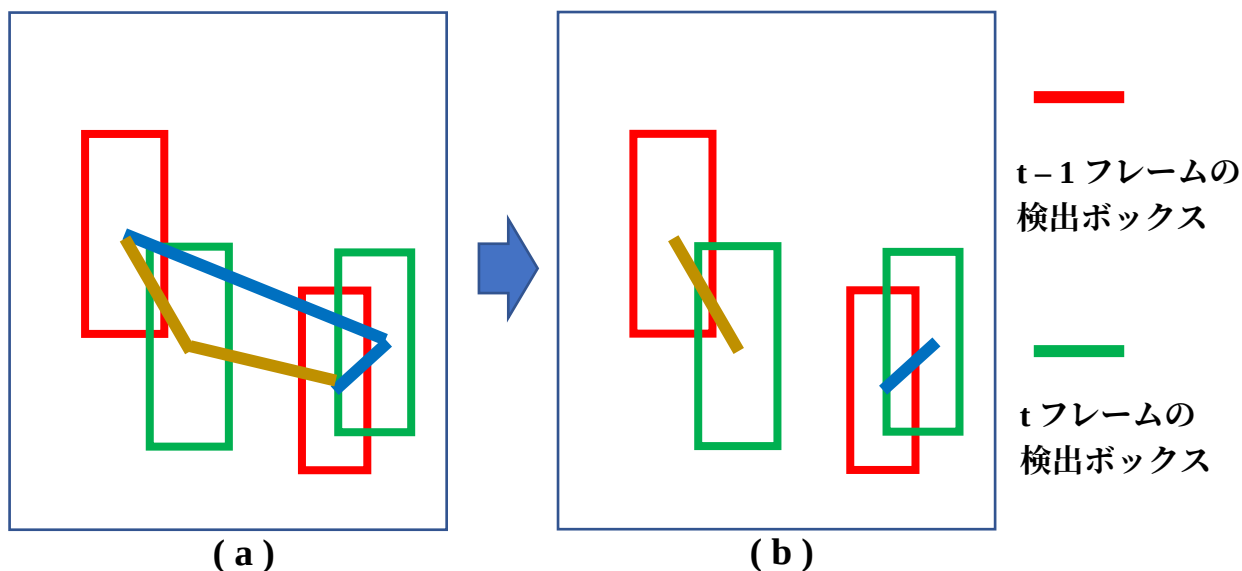 t – 1 フレームの
検出ボックス
t フレームの
検出ボックス
( a )
( b )